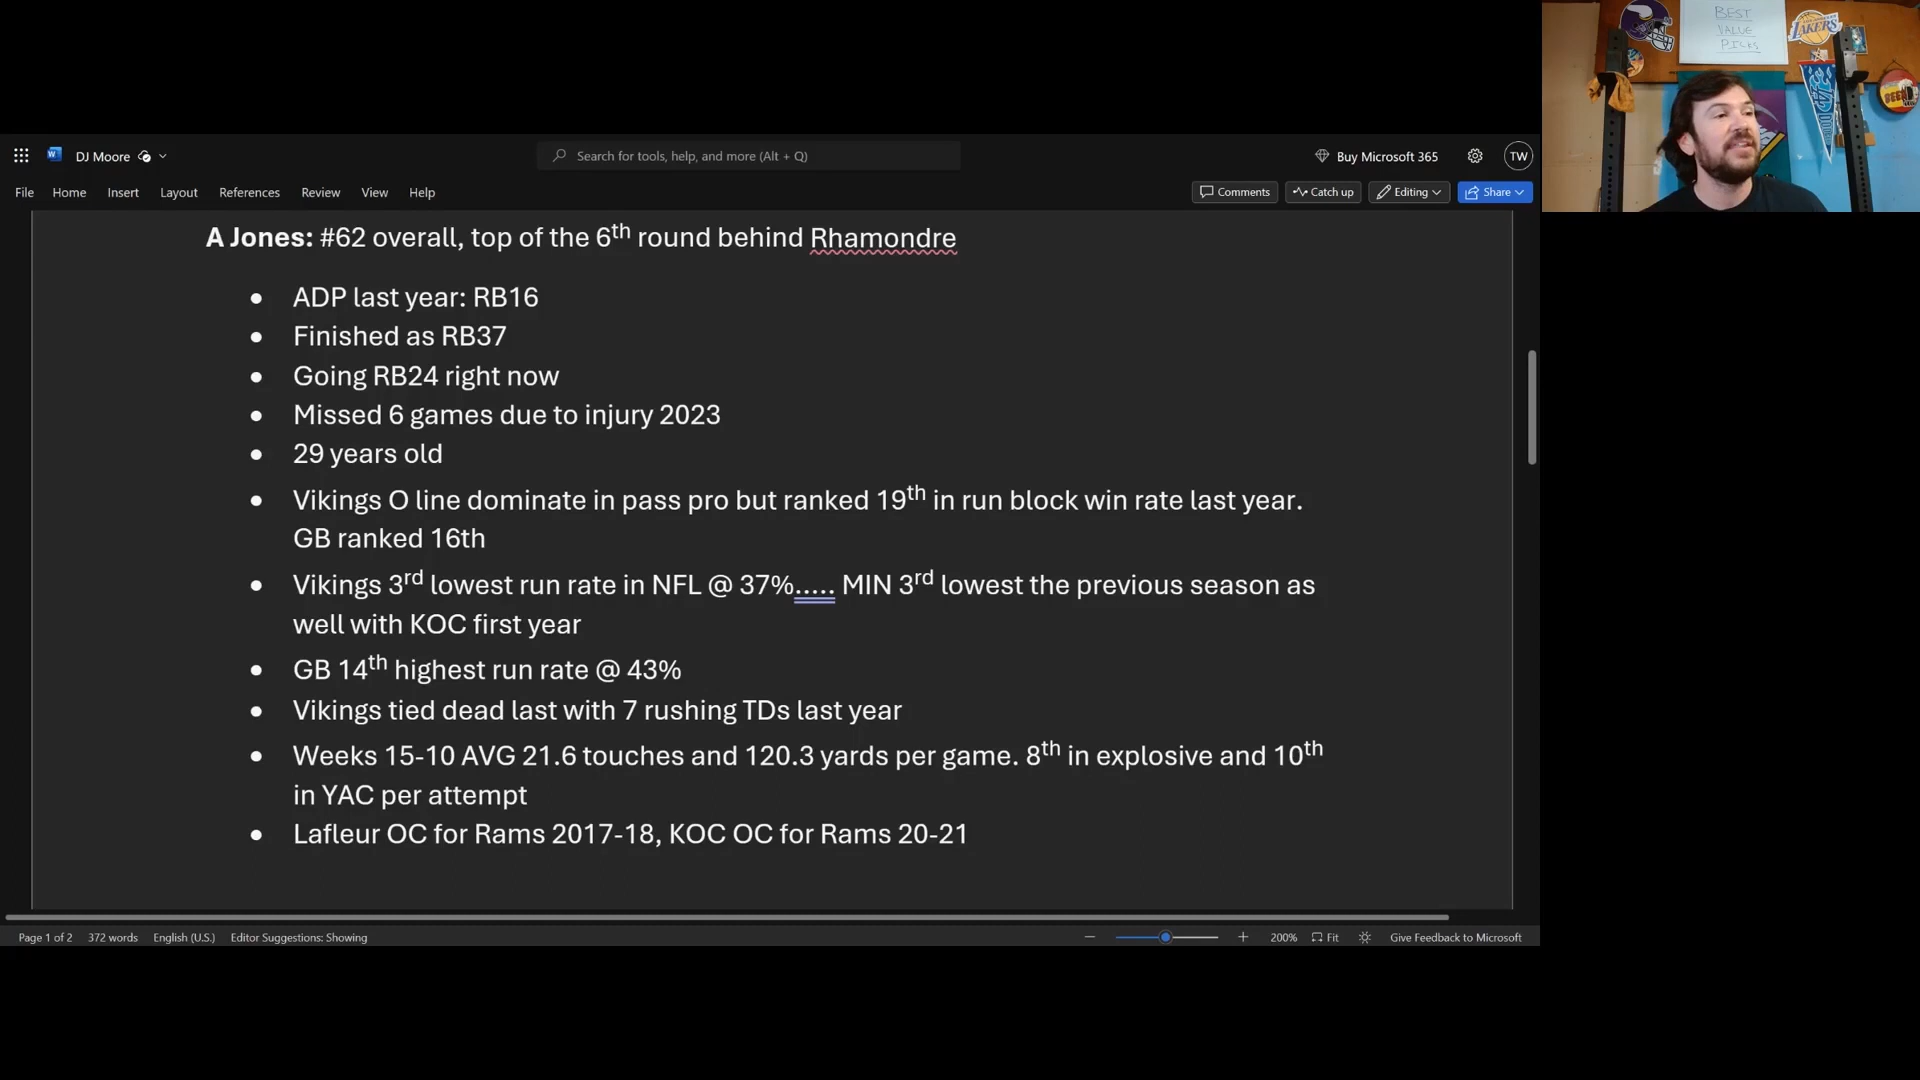 BEST
VALUE
PICKS
LAKERS
DJ Moore
Search for tools, help, and more (Alt + Q)
Buy Microsoft 365
TW
File Home Insert Layout References Review View Help
Comments Catch up Editing Share
A Jones: #62 overall, top of the 6th round behind Rhamondre
• ADP last year: RB16
• Finished as RB37
• Going RB24 right now
• Missed 6 games due to injury 2023
• 29 years old
• Vikings O line dominate in pass pro but ranked 19th in run block win rate last year.
GB ranked 16th
• Vikings 3rd lowest run rate in NFL @ 37%..... MIN 3rd lowest the previous season as
well with KOC first year
• GB 14th highest run rate @ 43%
• Vikings tied dead last with 7 rushing TDs last year
• Weeks 15-10 AVG 21.6 touches and 120.3 yards per game. 8th in explosive and 10th
in YAC per attempt
• Lafleur OC for Rams 2017-18, KOC OC for Rams 20-21
Page 1 of 2 372 words English (U.S.) Editor Suggestions: Showing
200% Fit Give Feedback to Microsoft